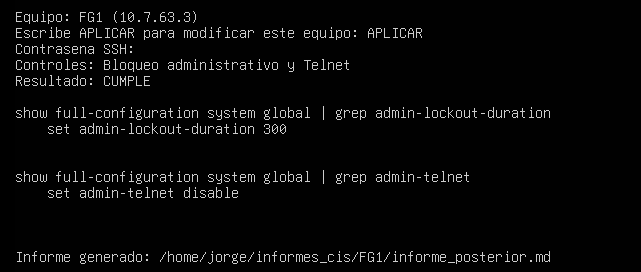 Equipo: FG1 (10.7.63.3)
Escribe APLICAR para modificar este equipo: APLICAR
Contrasena SSH:
Controles: Bloqueo administrativo y Telnet
Resultado: CUMPLE
show full-configuration system global | grep admin-lockout-duration
set admin-lockout-duration 300
show full-configuration system global | grep admin-telnet
set admin-telnet disable
Informe generado: /home/jorge/informes_cis/FG1/informe_posterior.md